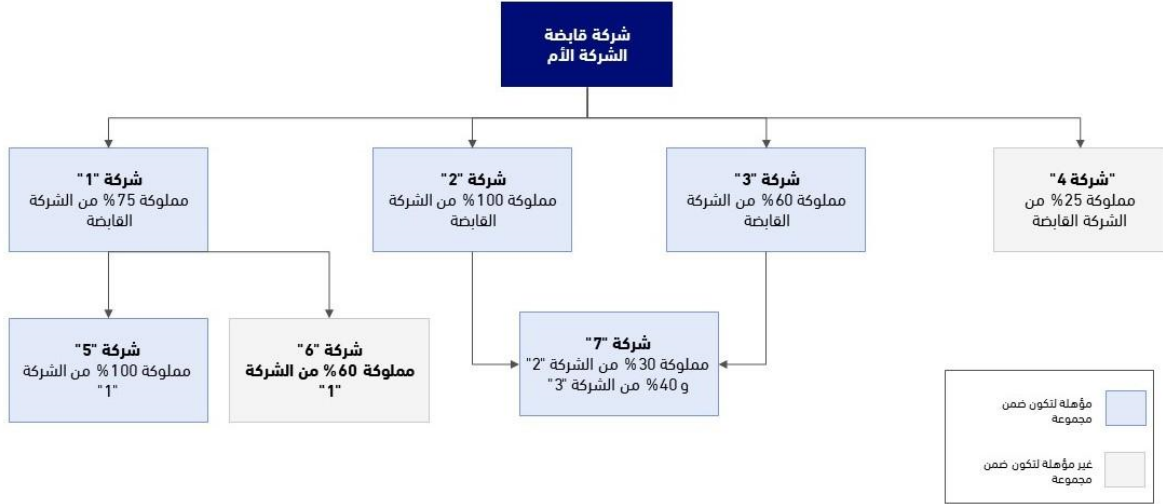 شركة قابضة
الشركة الأم
شركة "1"
مملوكة 75% من الشركة
القابضة
شركة "2"
مملوكة 100% من الشركة
القابضة
شركة "3"
مملوكة 60% من الشركة
القابضة
"شركة 4"
مملوكة 25% من
الشركة القابضة
شركة "5"
مملوكة 100% من الشركة
"1"
شركة "6"
مملوكة 60% من الشركة
"1"
شركة "7"
مملوكة 30% من الشركة "2"
و 40% من الشركة "3"
مؤهلة لتكون ضمن
مجموعة
غير مؤهلة لتكون ضمن
مجموعة